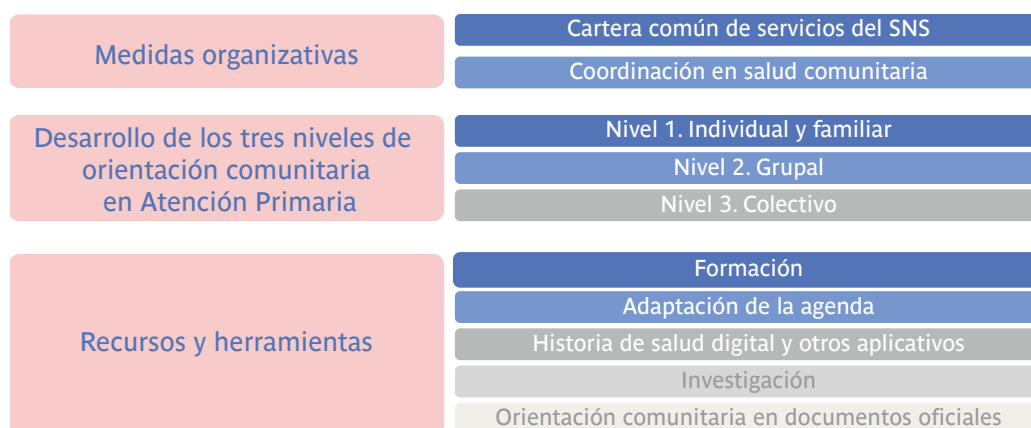 Medidas organizativas
Cartera común de servicios del SNS
Coordinación en salud comunitaria
Desarrollo de los tres niveles de
orientación comunitaria
en Atención Primaria
Nivel 1. Individual y familiar
Nivel 2. Grupal
Nivel 3. Colectivo
Recursos y herramientas
Formación
Adaptación de la agenda
Historia de salud digital y otros aplicativos
Investigación
Orientación comunitaria en documentos oficiales